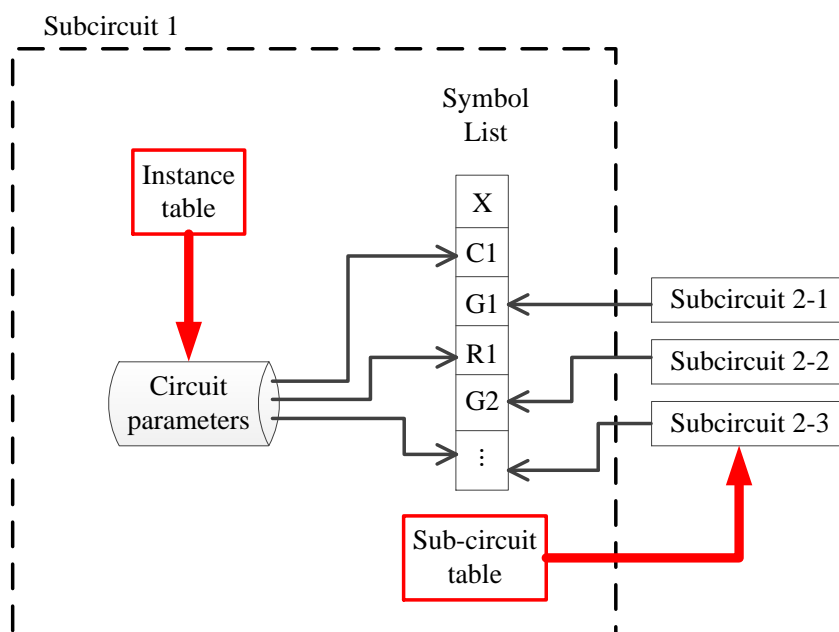 Subcircuit 1
Symbol
List
Instance
table
X
C1
G1
R1
G2
...
Circuit
parameters
Subcircuit 2-1
Subcircuit 2-2
Subcircuit 2-3
Sub-circuit
table